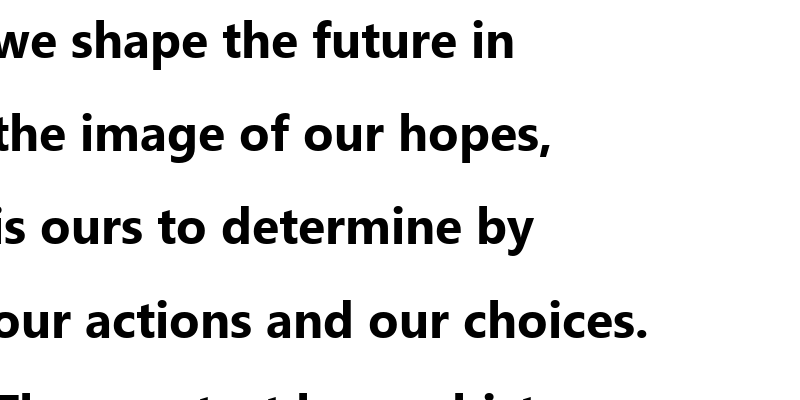 we shape the future in
the image of our hopes,
is ours to determine by
our actions and our choices.